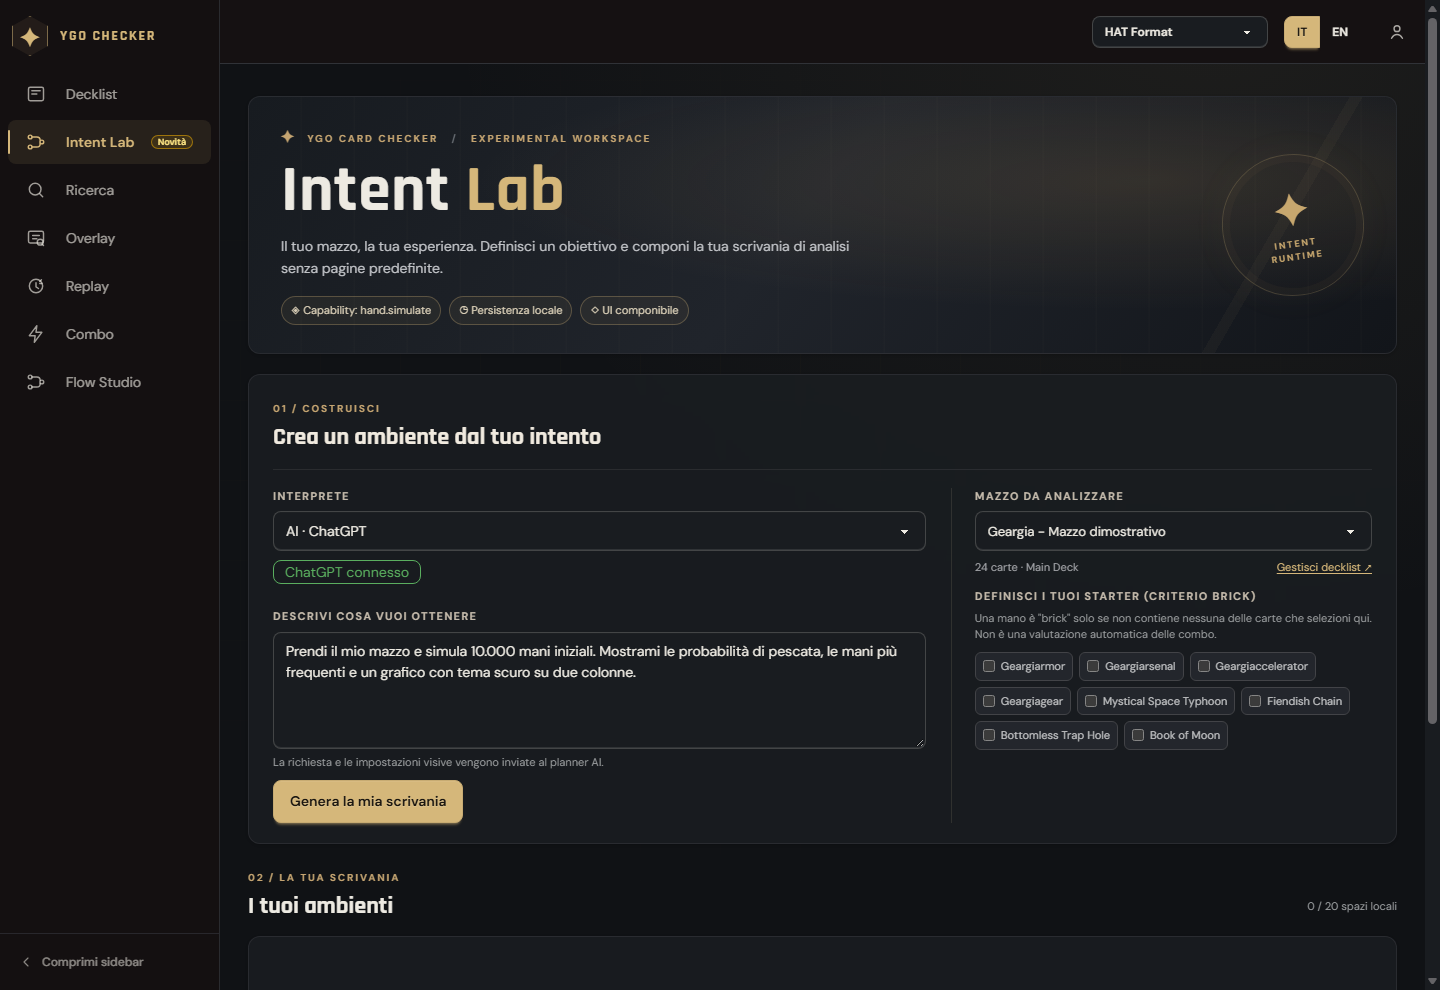 YGO CHECKER
Decklist
Intent Lab Novità
Ricerca
Overlay
Replay
Combo
Flow Studio
Comprimi sidebar
HAT Format
IT EN
YGO CARD CHECKER / EXPERIMENTAL WORKSPACE
Intent Lab
Il tuo mazzo, la tua esperienza. Definisci un obiettivo e componi la tua scrivania di analisi
senza pagine predefinite.
Capability: hand.simulate Persistenza locale UI componibile
INTENT
RUNTIME
01 / COSTRUISCI
Crea un ambiente dal tuo intento
INTERPRETE
AI · ChatGPT
ChatGPT connesso
DESCRIVI COSA VUOI OTTENERE
Prendi il mio mazzo e simula 10.000 mani iniziali. Mostrami le probabilità di pescata, le mani più
frequenti e un grafico con tema scuro su due colonne.
La richiesta e le impostazioni visive vengono inviate al planner AI.
Genera la mia scrivania
MAZZO DA ANALIZZARE
Geargia – Mazzo dimostrativo
24 carte · Main Deck Gestisci decklist ↗
DEFINISCI I TUOI STARTER (CRITERIO BRICK)
Una mano è "brick" solo se non contiene nessuna delle carte che selezioni qui.
Non è una valutazione automatica delle combo.
Geargiarmor Geargiarsenal Geargiaccelerator
Geargiagear Mystical Space Typhoon Fiendish Chain
Bottomless Trap Hole Book of Moon
02 / LA TUA SCRIVANIA
I tuoi ambienti
0 / 20 spazi locali